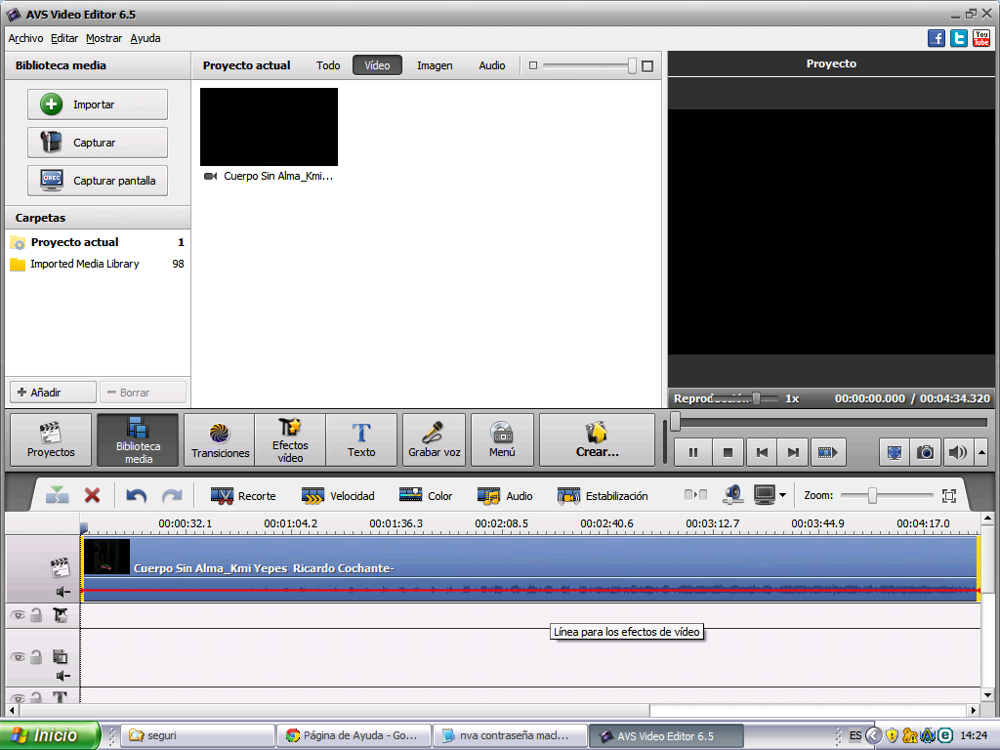 AVS Video Editor 6.5
Archivo Editar Mostrar Ayuda
f t You Tube
Biblioteca media
Proyecto actual Todo Vídeo Imagen Audio
Proyecto
Importar
Capturar
OREC
Capturar pantalla
Cuerpo Sin Alma_Kmi...
Carpetas
Proyecto actual 1
Imported Media Library 98
Añadir
Borrar
Reproducción 1x 00:00:00.000 / 00:04:34.320
Proyectos
Biblioteca media
Transiciones
Efectos vídeo
T
Texto
Grabar voz
Menú
Crear...
Recorte Velocidad Color Audio Estabilización Zoom:
00:00:32.1 00:01:04.2 00:01:36.3 00:02:08.5 00:02:40.6 00:03:12.7 00:03:44.9 00:04:17.0
Cuerpo Sin Alma_Kmi Yepes Ricardo Cochante-
Línea para los efectos de vídeo
T
Inicio seguri Página de Ayuda - Go... nva contraseña mad... AVS Video Editor 6.5 ES 14:24